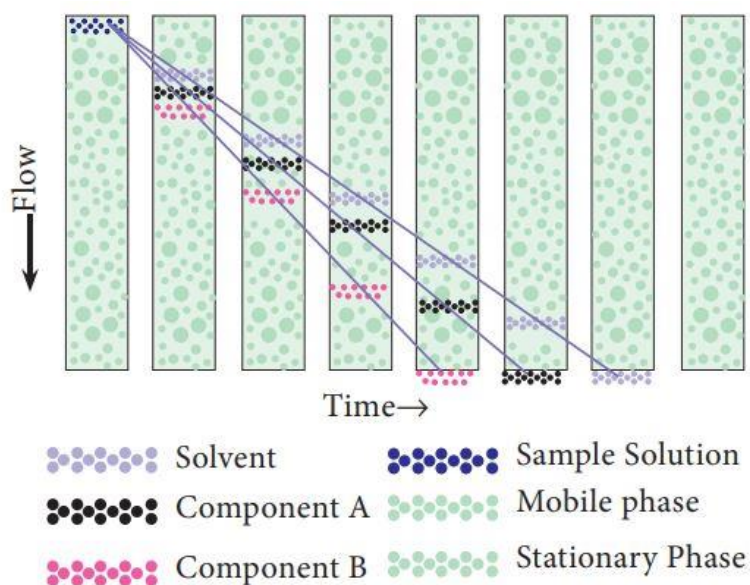 Flow
Time→
Solvent
Sample Solution
Component A
Mobile phase
Component B
Stationary Phase